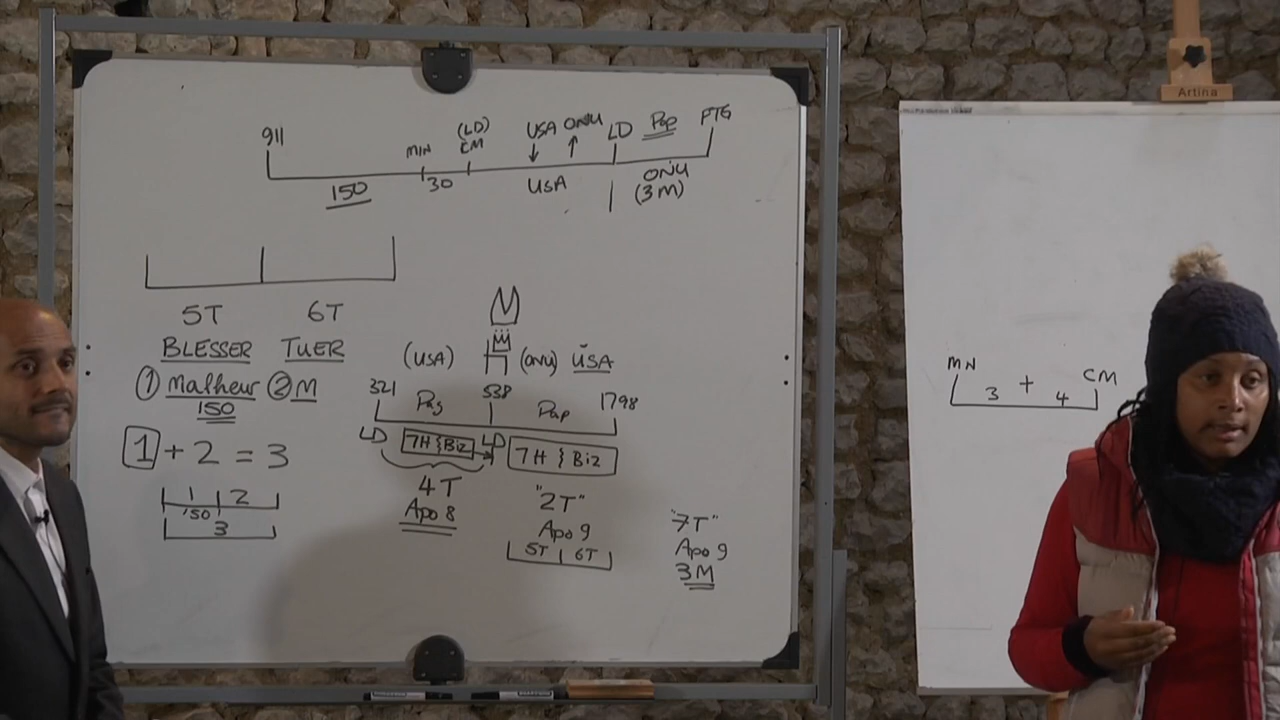 Artina
911
MIN
(LD)
CM
USA ONU LD Pap FTG
150
30
USA
ONU
(3M)
5T 6T
BLESSER TUER
① Malheur ② M
150
1 + 2 = 3
1 2
150
3
(USA) (ONU) USA
321 538 1798
Pag Pap
LD 7H { Biz LD 7H { Biz
4T
Apo 8
"2T"
Apo 9
5T 6T
"7T"
Apo 9
3M
MN CM
3 + 4